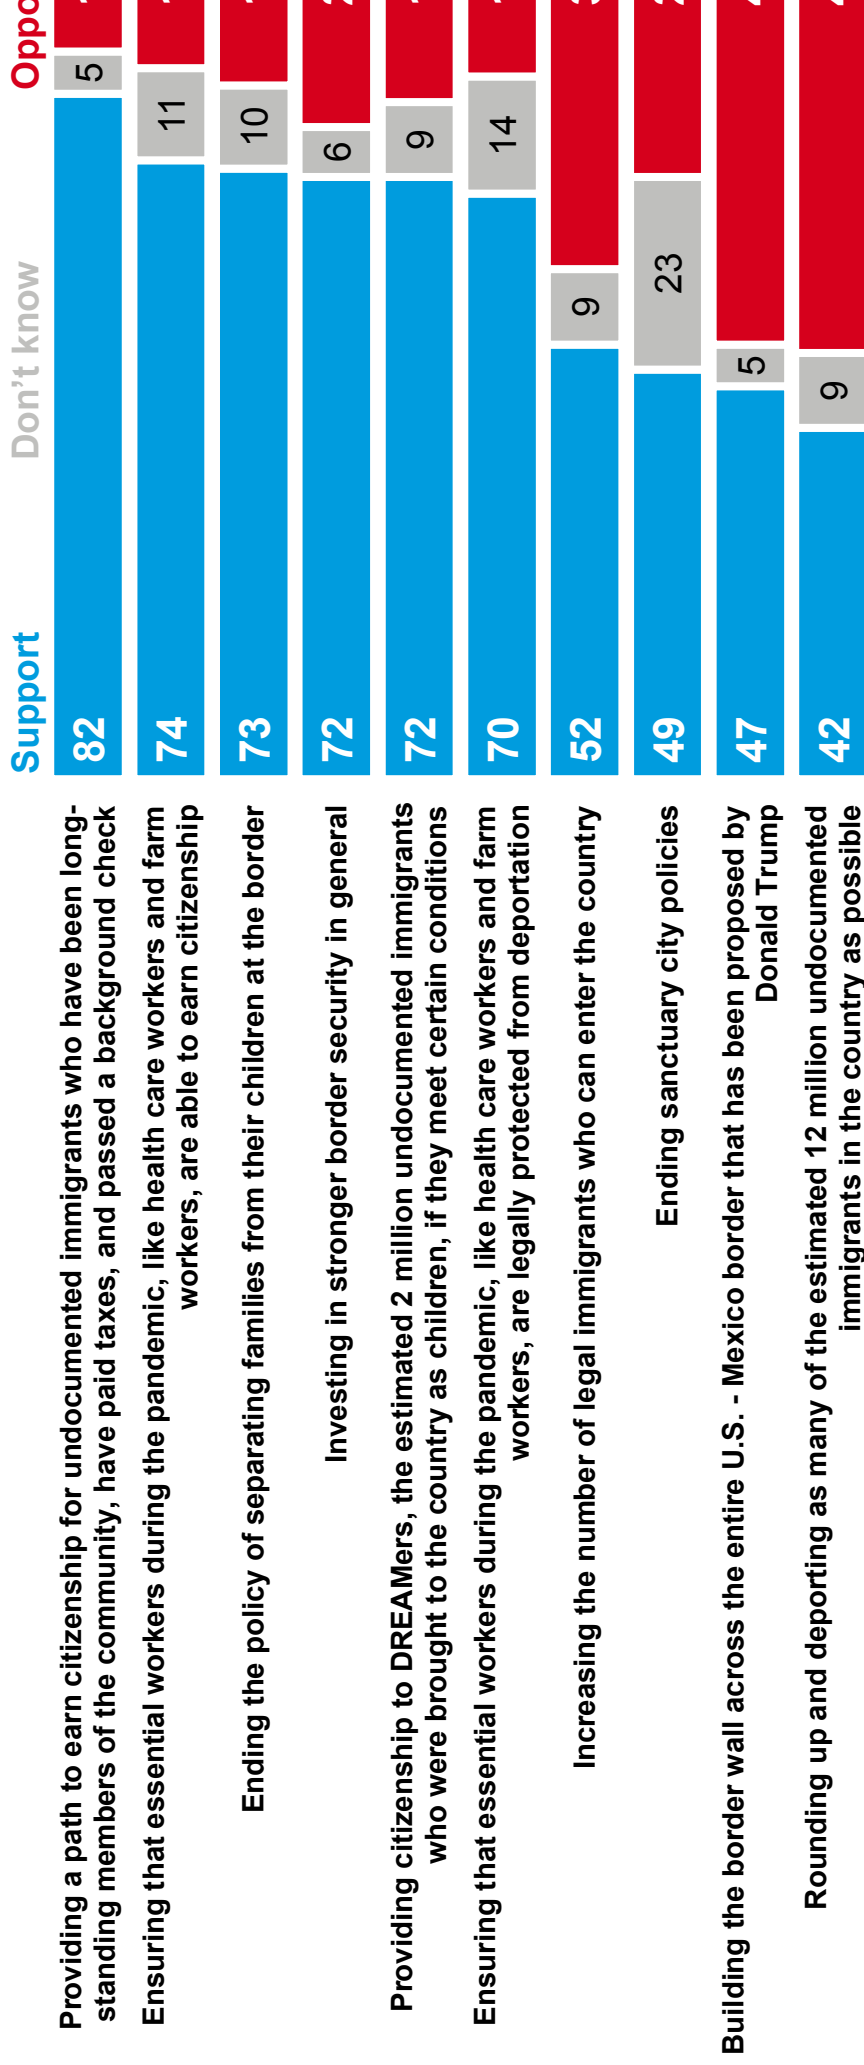 Support Don't know
Providing a path to earn citizenship for undocumented immigrants who have been long-
standing members of the community, have paid taxes, and passed a background check
82 5
Ensuring that essential workers during the pandemic, like health care workers and farm
workers, are able to earn citizenship
74 11
Ending the policy of separating families from their children at the border
73 10
Investing in stronger border security in general
72 6
Providing citizenship to DREAMers, the estimated 2 million undocumented immigrants
who were brought to the country as children, if they meet certain conditions
72 9
Ensuring that essential workers during the pandemic, like health care workers and farm
workers, are legally protected from deportation
70 14
Increasing the number of legal immigrants who can enter the country
52 9
Ending sanctuary city policies
49 23
Building the border wall across the entire U.S. - Mexico border that has been proposed by
Donald Trump
47 5
Rounding up and deporting as many of the estimated 12 million undocumented
immigrants in the country as possible
42 9